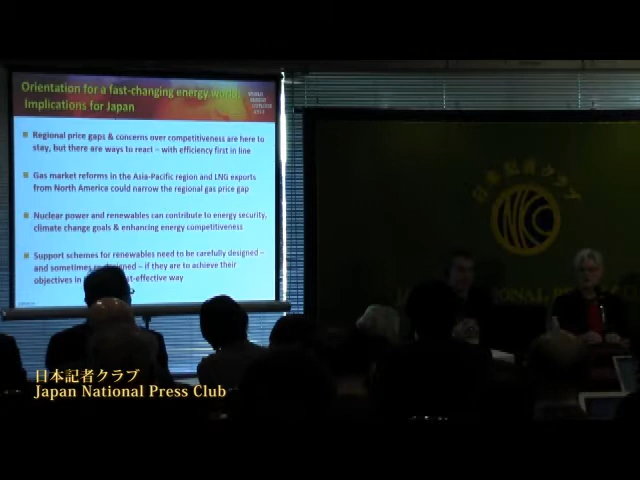 Orientation for a fast-changing energy world:
Implications for Japan
WORLD
ENERGY
OUTLOOK
Regional price gaps & concerns over competitiveness are here to
stay, but there are ways to react – with efficiency first in line
Gas market reforms in the Asia-Pacific region and LNG exports
from North America could narrow the regional gas price gap
Nuclear power and renewables can contribute to energy security,
climate change goals & enhancing energy competitiveness
Support schemes for renewables need to be carefully designed –
and sometimes – if they are to achieve their
objectives in effective way
日本記者クラブ
日本記者クラブ
Japan National Press Club